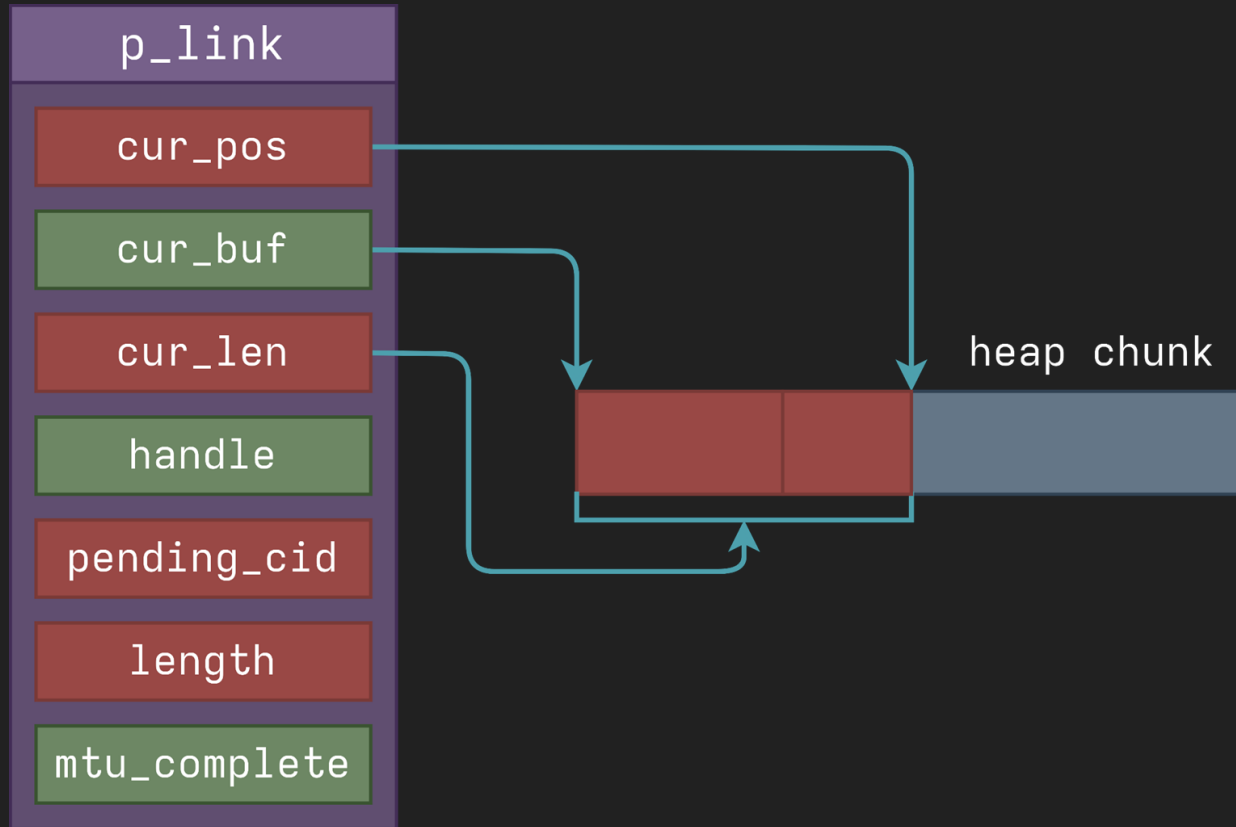 p_link
cur_pos
cur_buf
cur_len
heap chunk
handle
pending_cid
length
mtu_complete